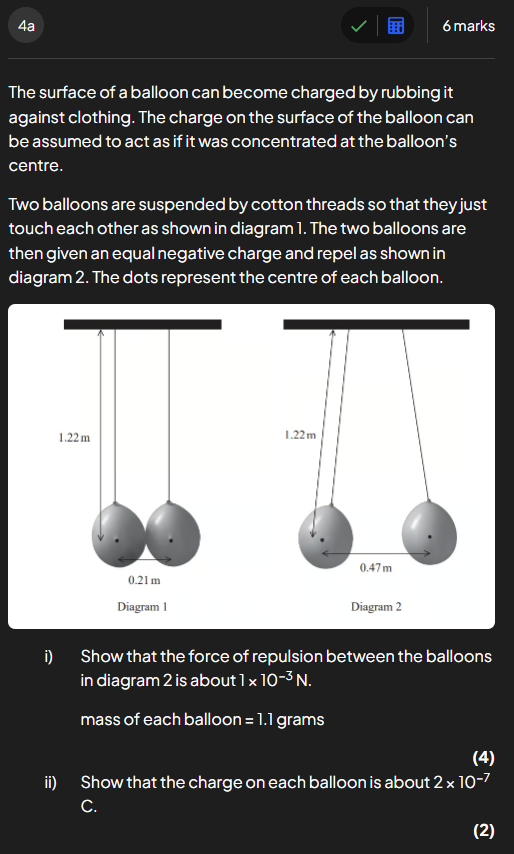 4a
6 marks
The surface of a balloon can become charged by rubbing it
against clothing. The charge on the surface of the balloon can
be assumed to act as if it was concentrated at the balloon’s
centre.
Two balloons are suspended by cotton threads so that they just
touch each other as shown in diagram 1. The two balloons are
then given an equal negative charge and repel as shown in
diagram 2. The dots represent the centre of each balloon.
1.22 m
1.22 m
0.21 m
0.47 m
Diagram 1
Diagram 2
i) Show that the force of repulsion between the balloons
in diagram 2 is about 1 × 10⁻³ N.
mass of each balloon = 1.1 grams
(4)
ii) Show that the charge on each balloon is about 2 × 10⁻⁷
C.
(2)